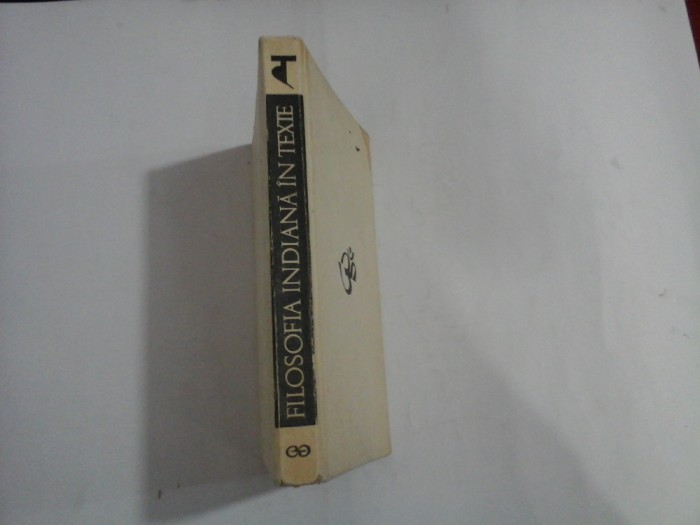 FILOSOFIA INDIANĂ ÎN TEXTE